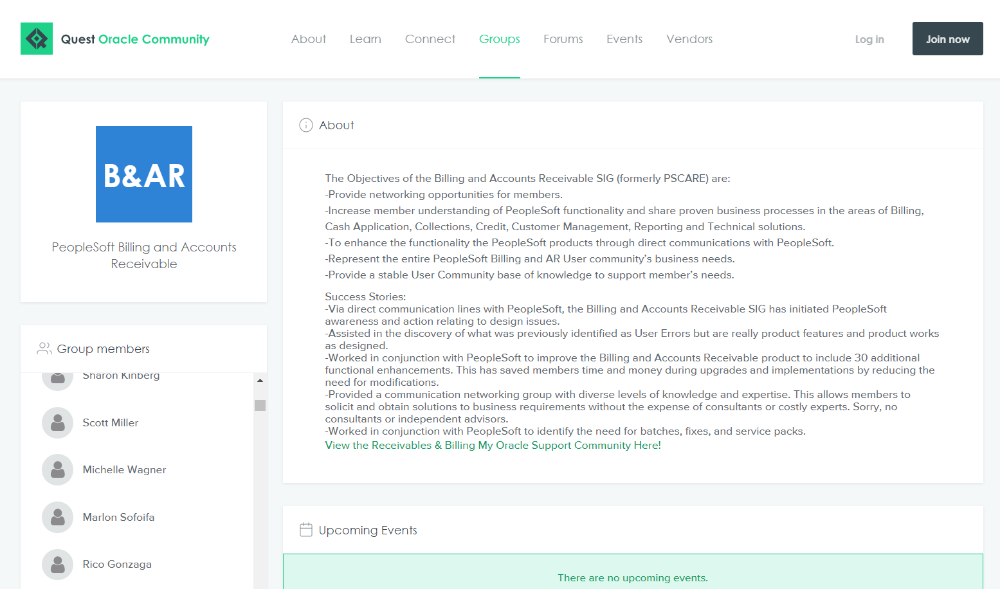 Quest Oracle Community
About
Learn
Connect
Groups
Forums
Events
Vendors
Log in
Join now
B&AR
PeopleSoft Billing and Accounts
Receivable
Group members
Sharon Kinberg
Scott Miller
Michelle Wagner
Marlon Sofoifa
Rico Gonzaga
About
The Objectives of the Billing and Accounts Receivable SIG (formerly PSCARE) are:
-Provide networking opportunities for members.
-Increase member understanding of PeopleSoft functionality and share proven business processes in the areas of Billing,
Cash Application, Collections, Credit, Customer Management, Reporting and Technical solutions.
-To enhance the functionality the PeopleSoft products through direct communications with PeopleSoft.
-Represent the entire PeopleSoft Billing and AR User community’s business needs.
-Provide a stable User Community base of knowledge to support member’s needs.
Success Stories:
-Via direct communication lines with PeopleSoft, the Billing and Accounts Receivable SIG has initiated PeopleSoft
awareness and action relating to design issues.
-Assisted in the discovery of what was previously identified as User Errors but are really product features and product works
as designed.
-Worked in conjunction with PeopleSoft to improve the Billing and Accounts Receivable product to include 30 additional
functional enhancements. This has saved members time and money during upgrades and implementations by reducing the
need for modifications.
-Provided a communication networking group with diverse levels of knowledge and expertise. This allows members to
solicit and obtain solutions to business requirements without the expense of consultants or costly experts. Sorry, no
consultants or independent advisors.
-Worked in conjunction with PeopleSoft to identify the need for batches, fixes, and service packs.
View the Receivables & Billing My Oracle Support Community Here!
Upcoming Events
There are no upcoming events.